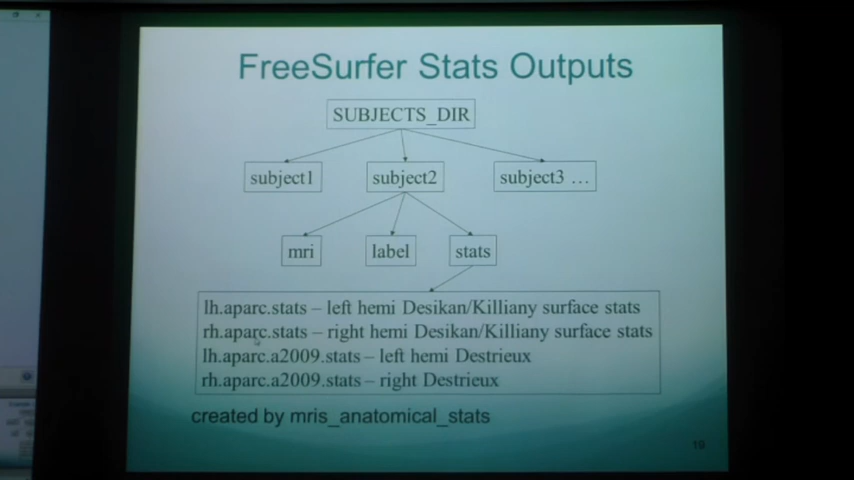 FreeSurfer Stats Outputs
SUBJECTS_DIR
subject1 subject2 subject3 …
mri label stats
lh.aparc.stats – left hemi Desikan/Killiany surface stats
rh.aparc.stats – right hemi Desikan/Killiany surface stats
lh.aparc.a2009.stats – left hemi Destrieux
rh.aparc.a2009.stats – right Destrieux
created by mris_anatomical_stats